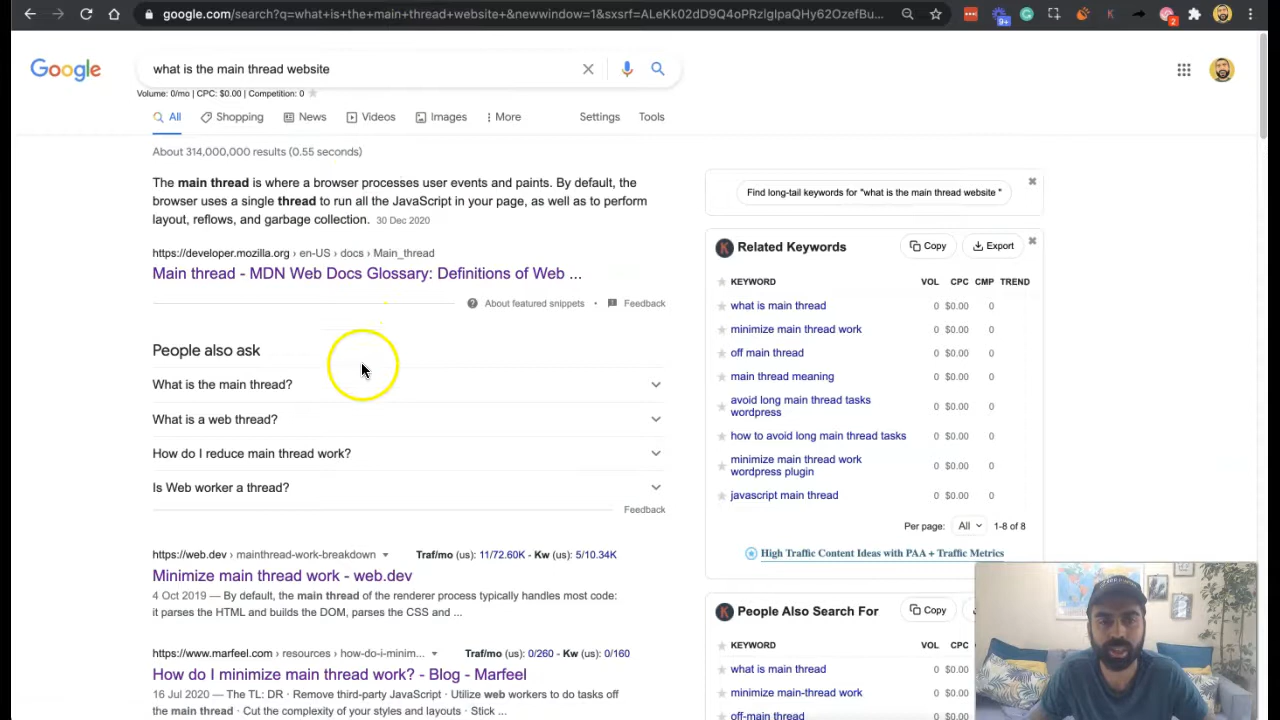 google.com/search?q=what+is+the+main+thread+website+&newwindow=1&sxsrf=ALeKk02dD9Q4oPRzlgIpaQHy62OzefBu...
9+
2
Google
what is the main thread website
Volume: 0/mo | CPC: $0.00 | Competition: 0
All
Shopping
News
Videos
Images
More
Settings
Tools
About 314,000,000 results (0.55 seconds)
The main thread is where a browser processes user events and paints. By default, the
browser uses a single thread to run all the JavaScript in your page, as well as to perform
layout, reflows, and garbage collection. 30 Dec 2020
https://developer.mozilla.org › en-US › docs › Main_thread
Main thread - MDN Web Docs Glossary: Definitions of Web ...
About featured snippets • Feedback
People also ask
What is the main thread?
What is a web thread?
How do I reduce main thread work?
Is Web worker a thread?
Feedback
https://web.dev › mainthread-work-breakdown Traf/mo (us): 11/72.60K - Kw (us): 5/10.34K
Minimize main thread work - web.dev
4 Oct 2019 — By default, the main thread of the renderer process typically handles most code:
it parses the HTML and builds the DOM, parses the CSS and ...
https://www.marfeel.com › resources › how-do-i-minim... Traf/mo (us): 0/260 - Kw (us): 0/160
How do I minimize main thread work? - Blog - Marfeel
16 Jul 2020 — The TL: DR · Remove third-party JavaScript · Utilize web workers to do tasks off
the main thread · Cut the complexity of your styles and layouts · Stick ...
Find long-tail keywords for "what is the main thread website "
K Related Keywords Copy Export
KEYWORD VOL CPC CMP TREND
what is main thread 0 $0.00 0
minimize main thread work 0 $0.00 0
off main thread 0 $0.00 0
main thread meaning 0 $0.00 0
avoid long main thread tasks
wordpress 0 $0.00 0
how to avoid long main thread tasks 0 $0.00 0
minimize main thread work
wordpress plugin 0 $0.00 0
javascript main thread 0 $0.00 0
Per page: All 1-8 of 8
High Traffic Content Ideas with PAA + Traffic Metrics
K People Also Search For Copy
KEYWORD
what is main thread
minimize main-thread work
off-main thread